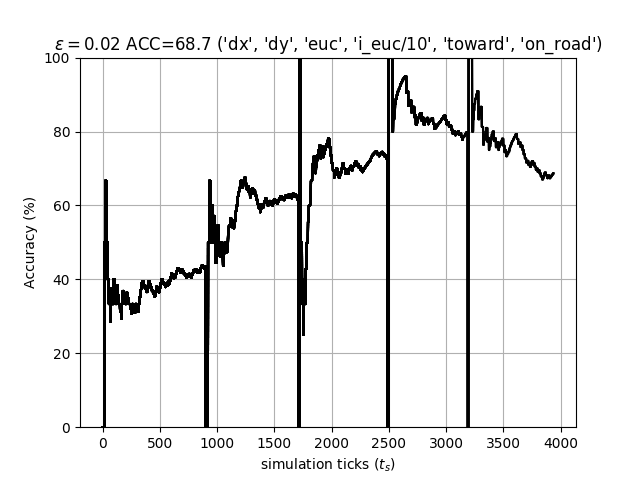 ε = 0.02 ACC=68.7 ('dx', 'dy', 'euc', 'i_euc/10', 'toward', 'on_road')
100
80
60
40
20
0
Accuracy (%)
0 500 1000 1500 2000 2500 3000 3500 4000
simulation ticks (tₛ)